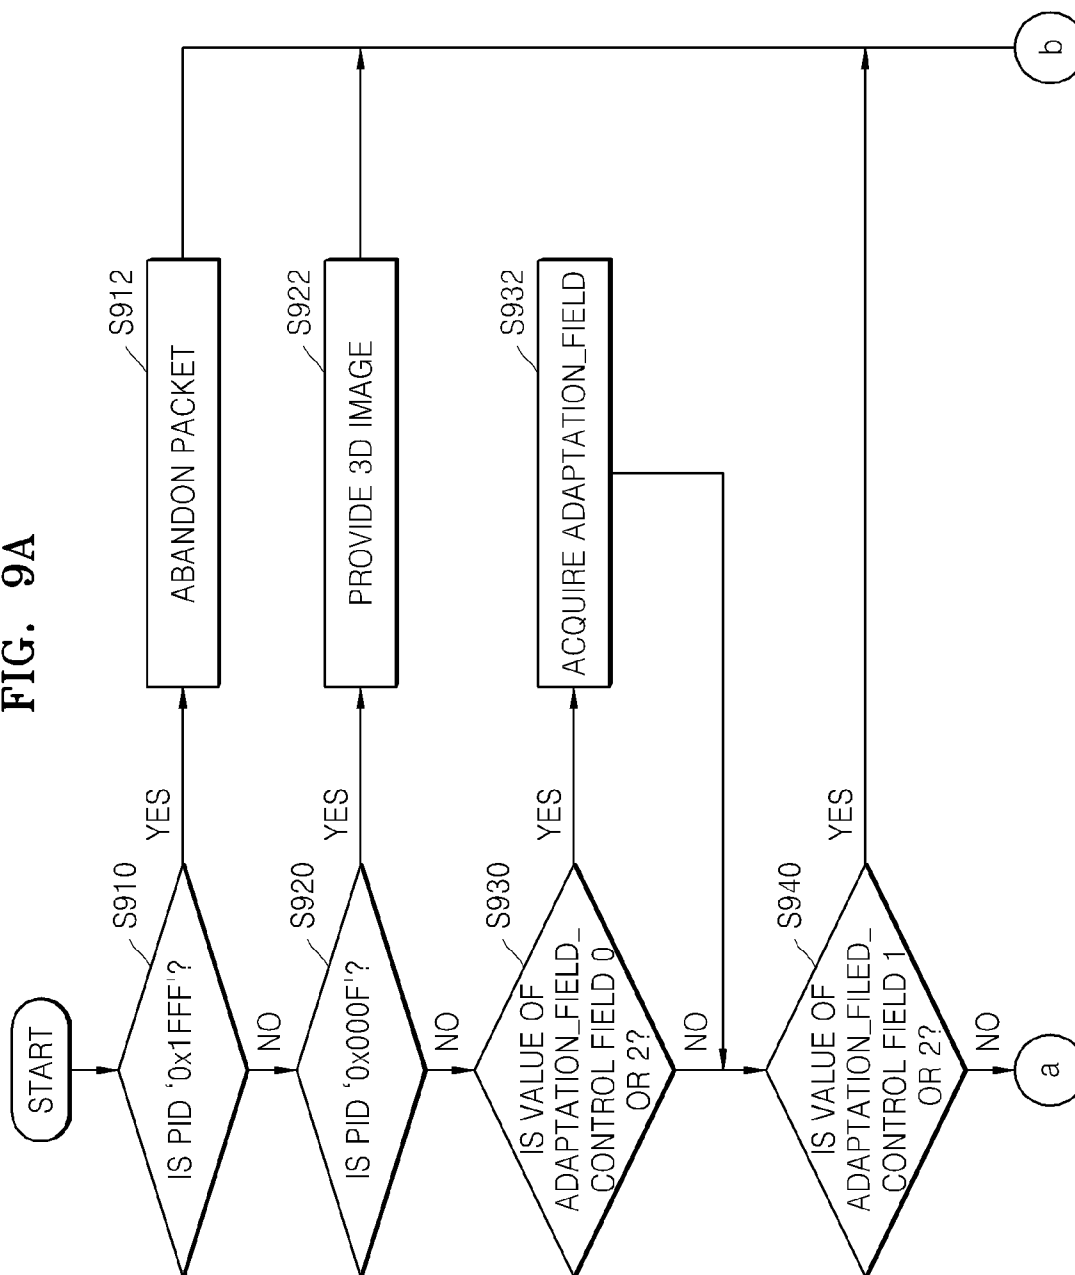 FIG. 9A
START
S910
IS PID ‘0x1FFF’?
YES
S912
ABANDON PACKET
NO
S920
IS PID ‘0x000F’?
YES
S922
PROVIDE 3D IMAGE
NO
S930
IS VALUE OF
ADAPTATION_FIELD_
CONTROL FIELD 0
OR 2?
YES
S932
ACQUIRE ADAPTATION_FIELD
NO
S940
IS VALUE OF
ADAPTATION_FILED_
CONTROL FIELD 1
OR 2?
YES
NO
a
b